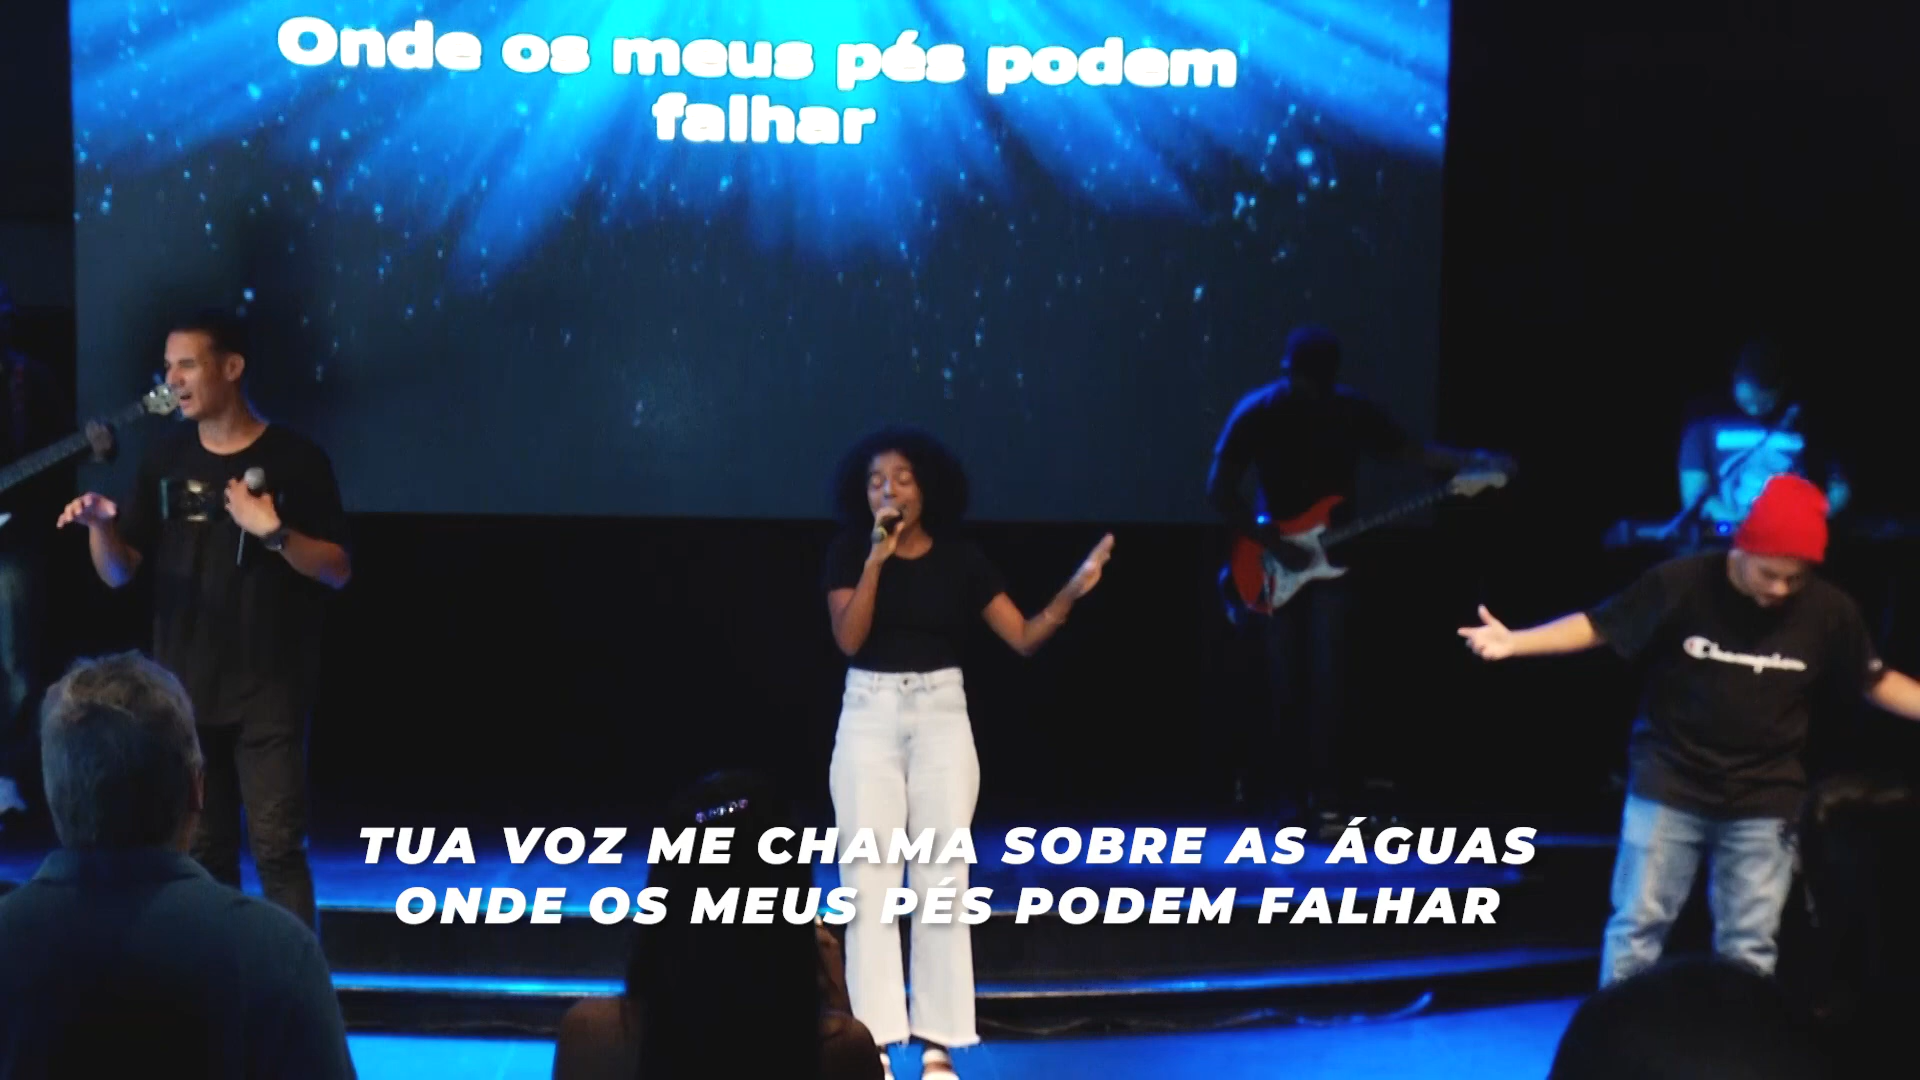 Onde os meus pés podem
falhar
Champion
TUA VOZ ME CHAMA SOBRE AS ÁGUAS
ONDE OS MEUS PÉS PODEM FALHAR